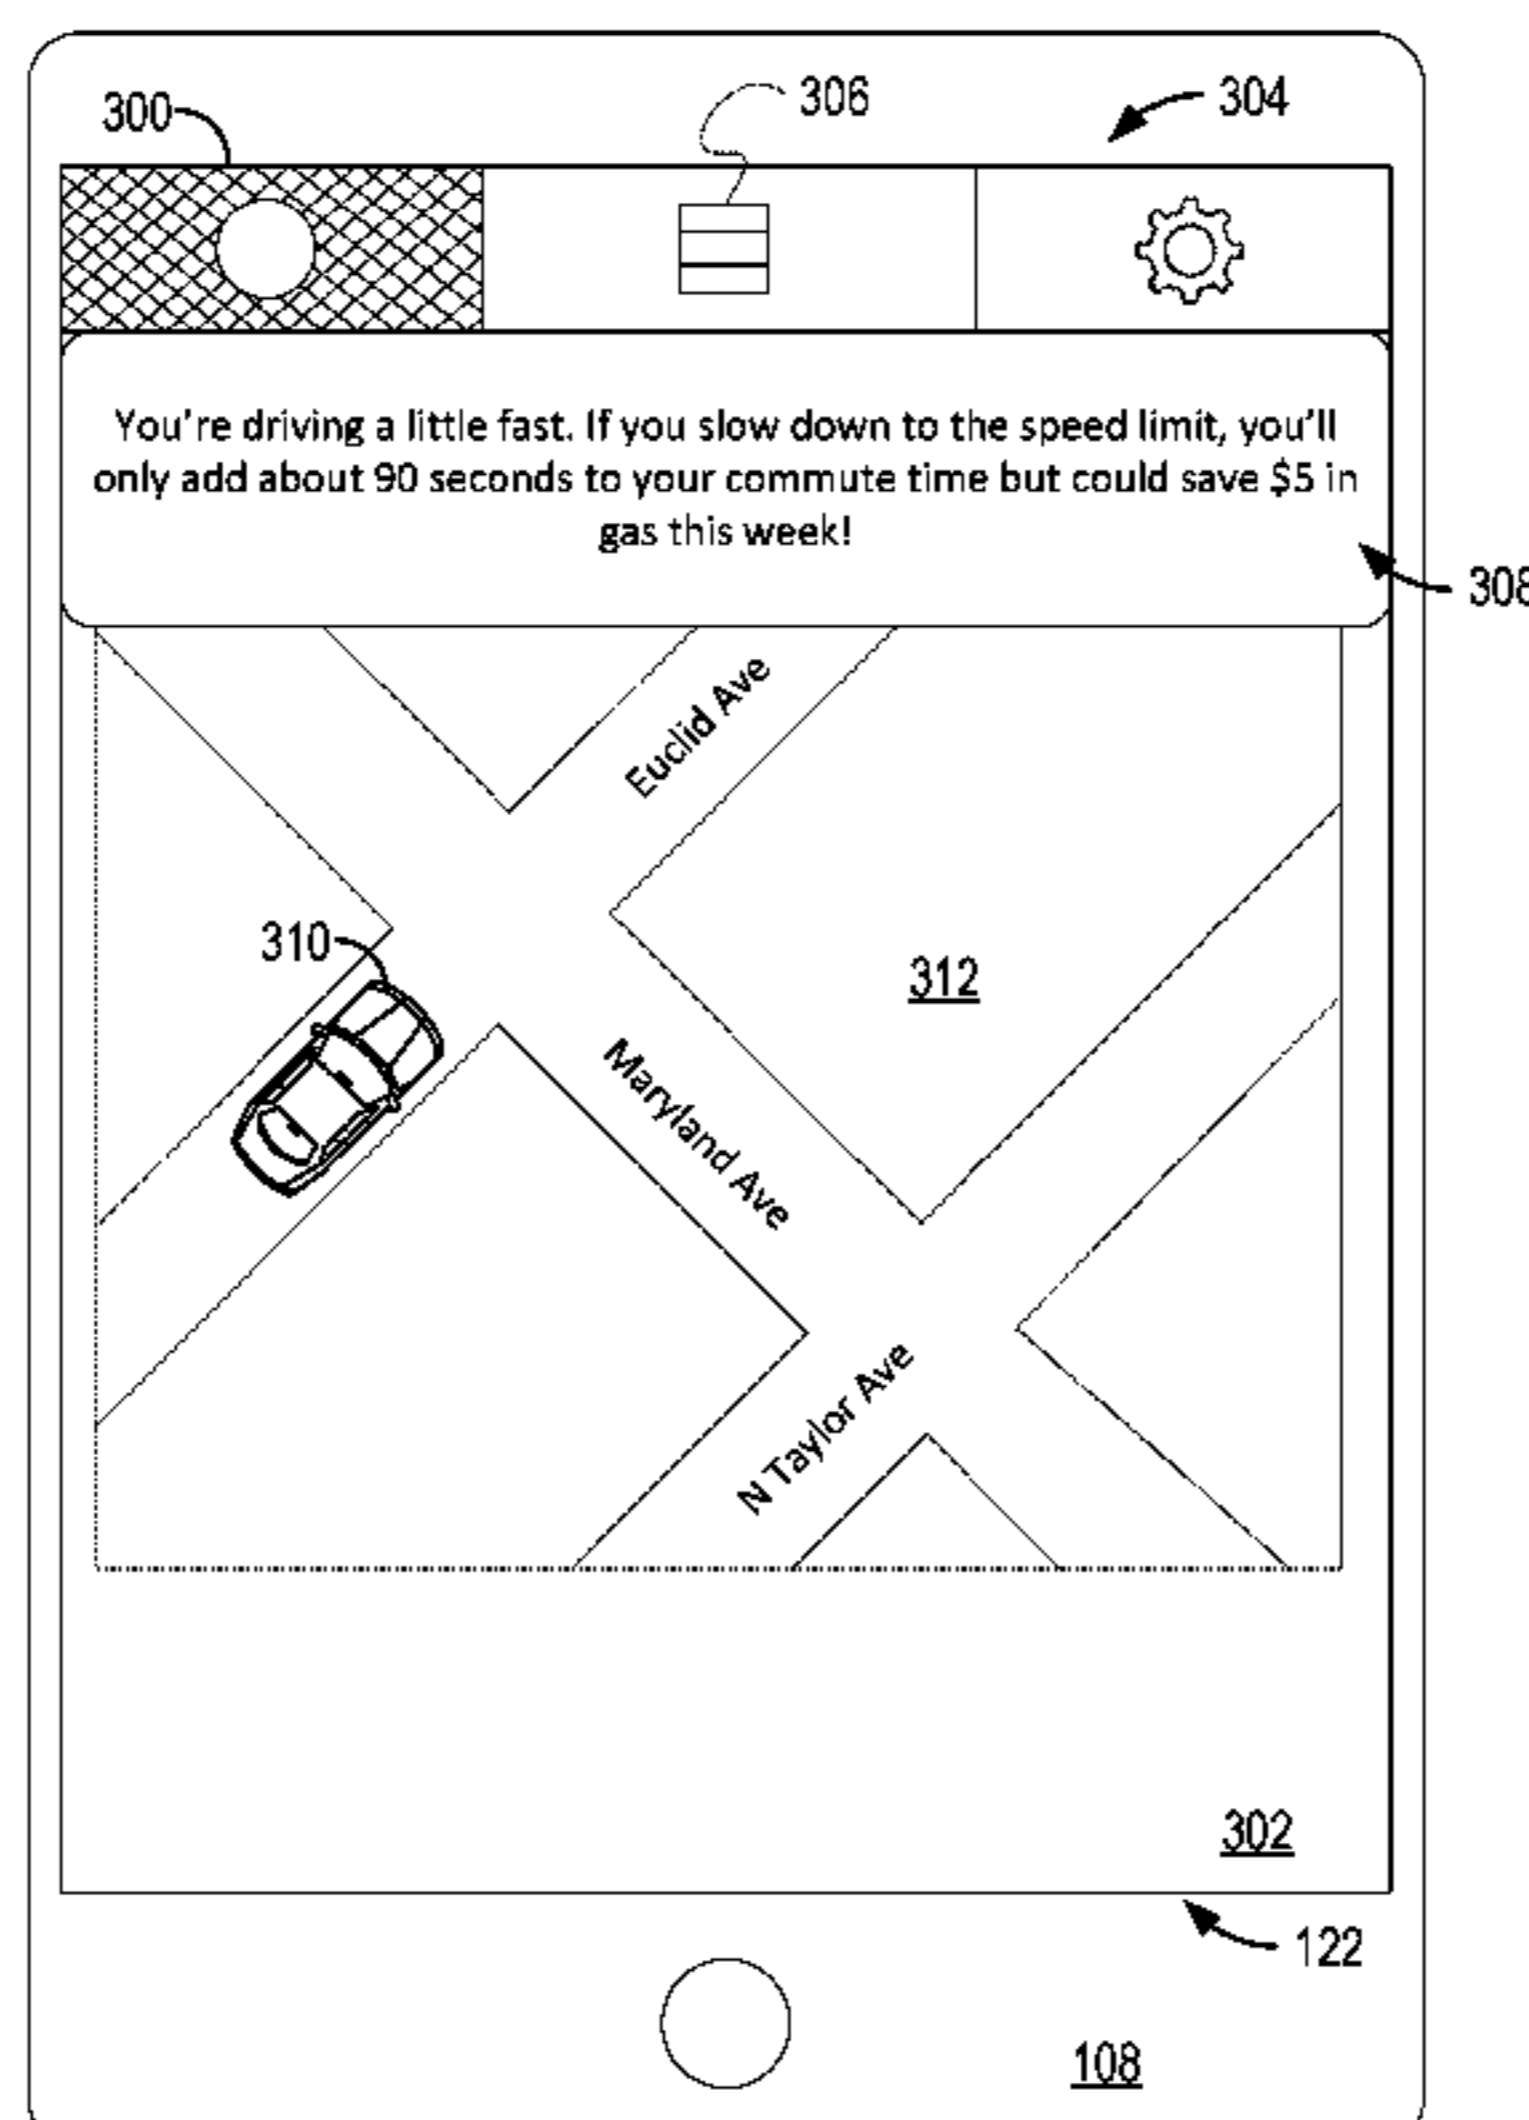 300
306
304
You're driving a little fast. If you slow down to the speed limit, you'll
only add about 90 seconds to your commute time but could save $5 in
gas this week!
308
Euclid Ave
310
312
Maryland Ave
N Taylor Ave
302
122
108